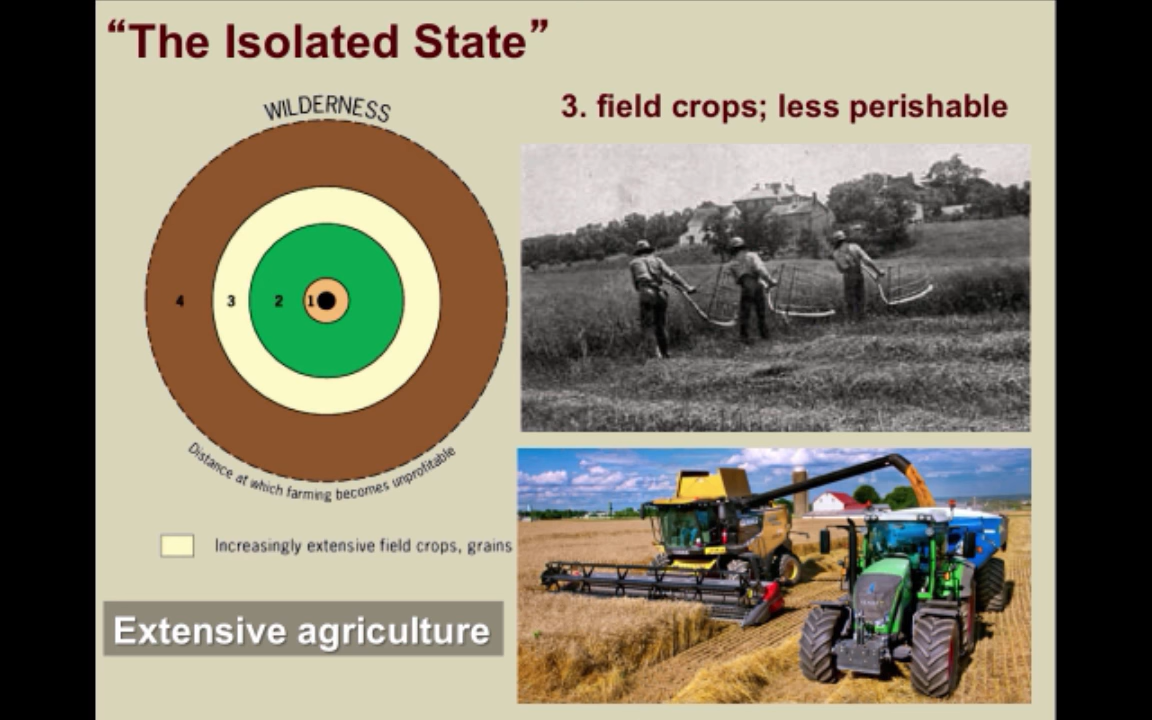 “The Isolated State”
WILDERNESS
4 3 2 1
Distance at which farming becomes unprofitable
Increasingly extensive field crops, grains
Extensive agriculture
3. field crops; less perishable